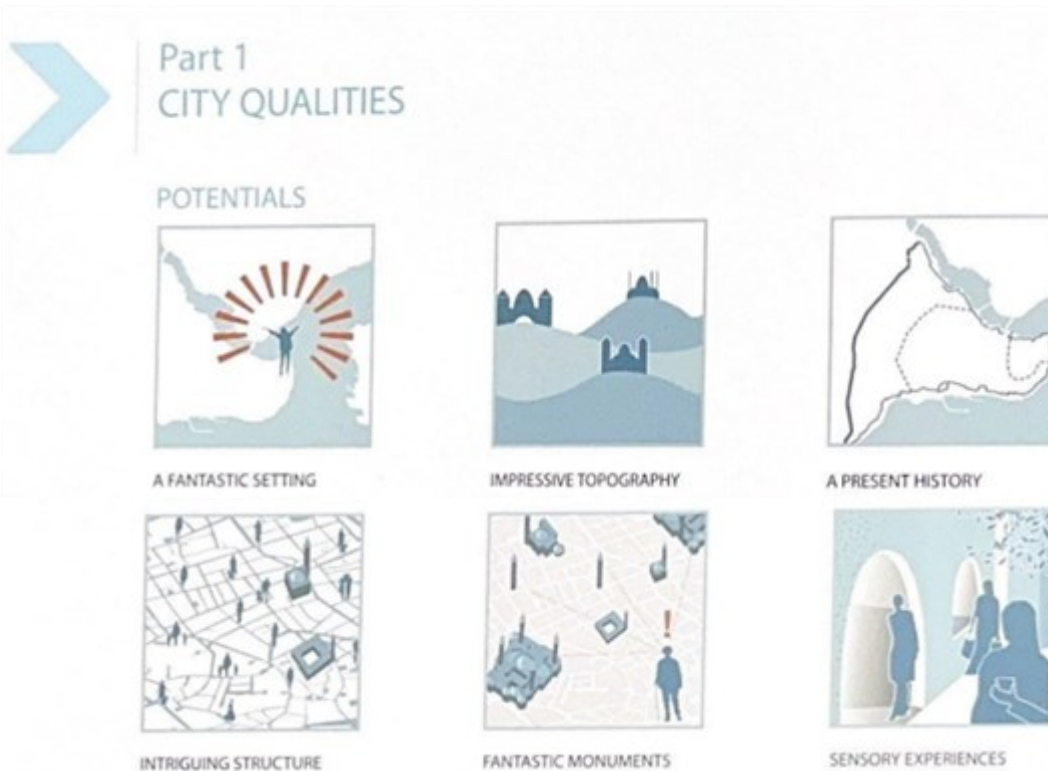 Part 1
CITY QUALITIES
POTENTIALS
A FANTASTIC SETTING
IMPRESSIVE TOPOGRAPHY
A PRESENT HISTORY
INTRIGUING STRUCTURE
FANTASTIC MONUMENTS
SENSORY EXPERIENCES